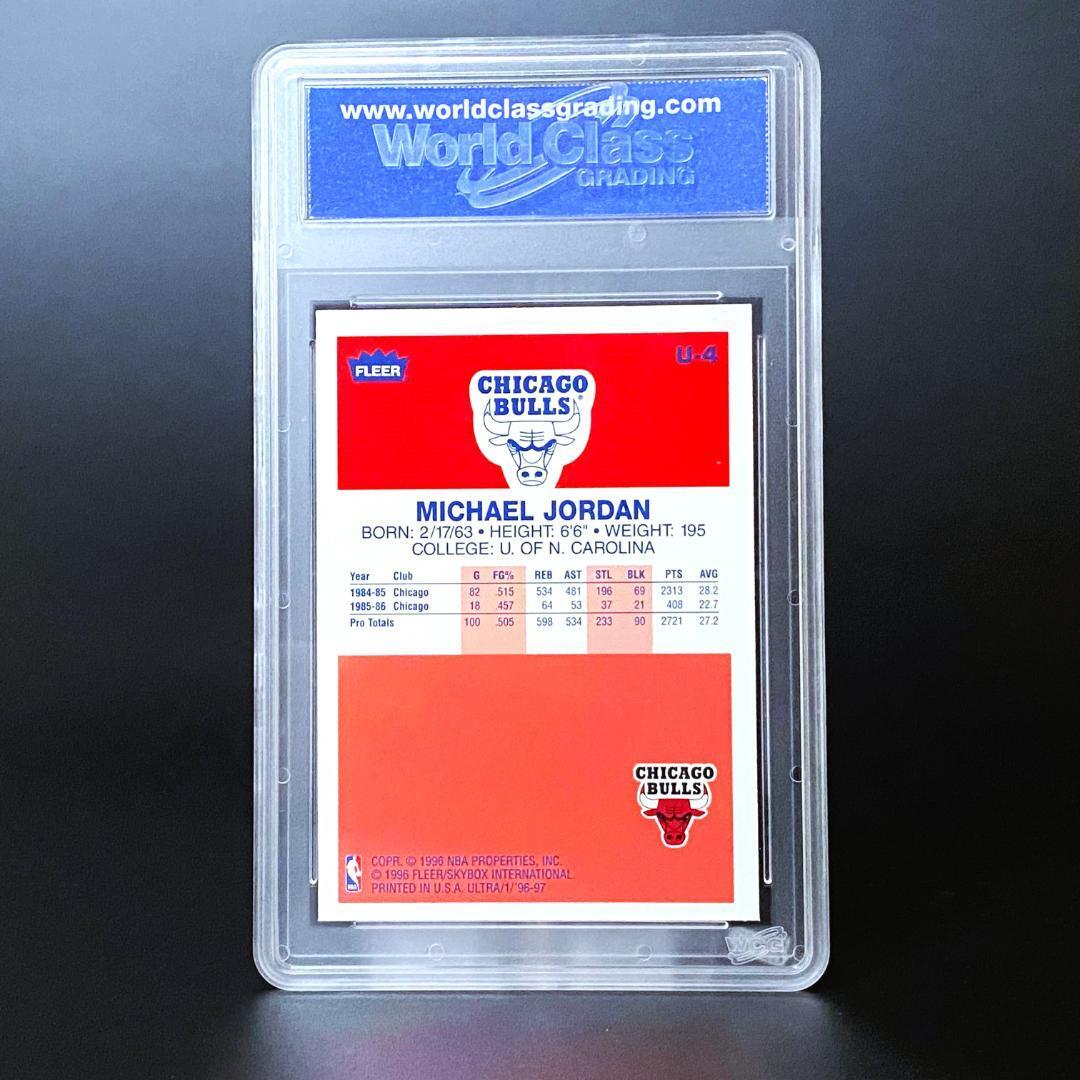 www.worldclassgrading.com
World Class
GRADING
FLEER
U-4
CHICAGO
BULLS®
MICHAEL JORDAN
BORN: 2/17/63 • HEIGHT: 6'6" • WEIGHT: 195
COLLEGE: U. OF N. CAROLINA
Year Club G FG% REB AST STL BLK PTS AVG
1984-85 Chicago 82 .515 534 481 196 69 2313 28.2
1985-86 Chicago 18 .457 64 53 37 21 408 22.7
Pro Totals 100 .505 598 534 233 90 2721 27.2
CHICAGO
BULLS
NBA
COPR. © 1996 NBA PROPERTIES, INC.
© 1996 FLEER/SKYBOX INTERNATIONAL.
PRINTED IN U.S.A. ULTRA/1/'96-97
WCG